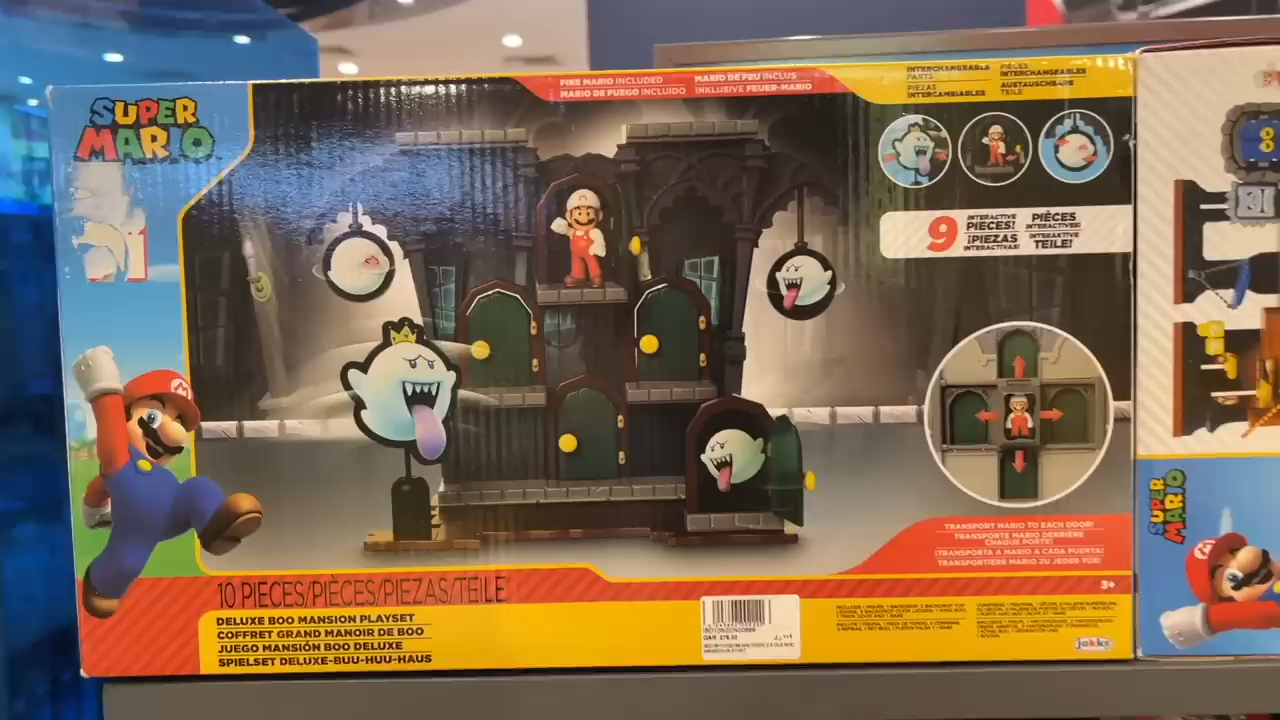 SUPER
MARIO
FIRE MARIO INCLUDED
MARIO DE FUEGO INCLUIDO
MARIO DE FEU INCLUS
INKLUSIVE FEUER-MARIO
INTERCHANGEABLE
PARTS
PIEZAS
INTERCAMBIABLES
PIÈCES
INTERCHANGEABLES
AUSTAUSCHBARE
TEILE
9
INTERACTIVE
PIECES!
¡PIEZAS
INTERACTIVAS!
PIÈCES
INTERACTIVES!
INTERAKTIVE
TEILE!
TRANSPORT MARIO TO EACH DOOR!
TRANSPORTE MARIO DERRIÈRE
CHAQUE PORTE!
¡TRANSPORTA A MARIO A CADA PUERTA!
TRANSPORTIERE MARIO ZU JEDER TÜR!
3+
10 PIECES/PIÈCES/PIEZAS/TEILE
DELUXE BOO MANSION PLAYSET
COFFRET GRAND MANOIR DE BOO
JUEGO MANSIÓN BOO DELUXE
SPIELSET DELUXE-BUU-HUU-HAUS
jakks
SUPER
MARIO